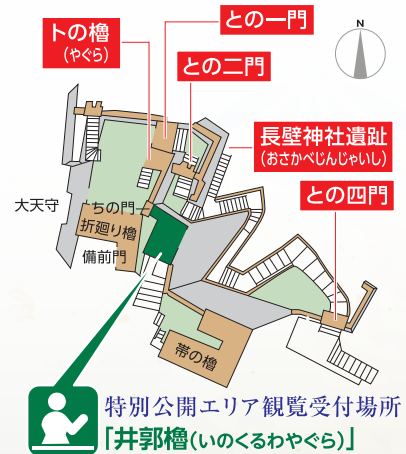 との一門
N
トの櫓
(やぐら)
との二門
長壁神社遺趾
(おさかべじんじゃいし)
との四門
大天守
ちの門
折廻り櫓
備前門
帯の櫓
特別公開エリア観覧受付場所
「井郭櫓(いのくるわやぐら)」